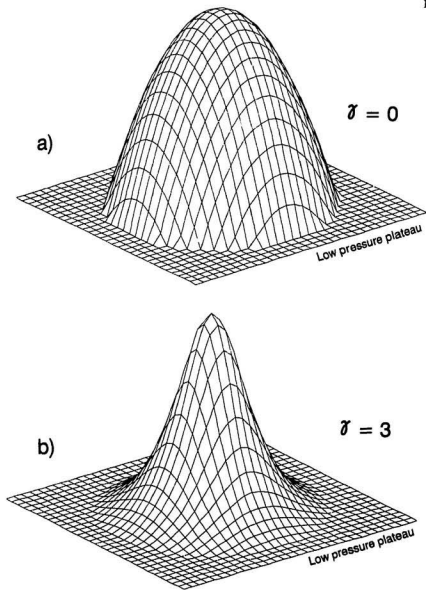 a)
ɤ = 0
Low pressure plateau
b)
ɤ = 3
Low pressure plateau